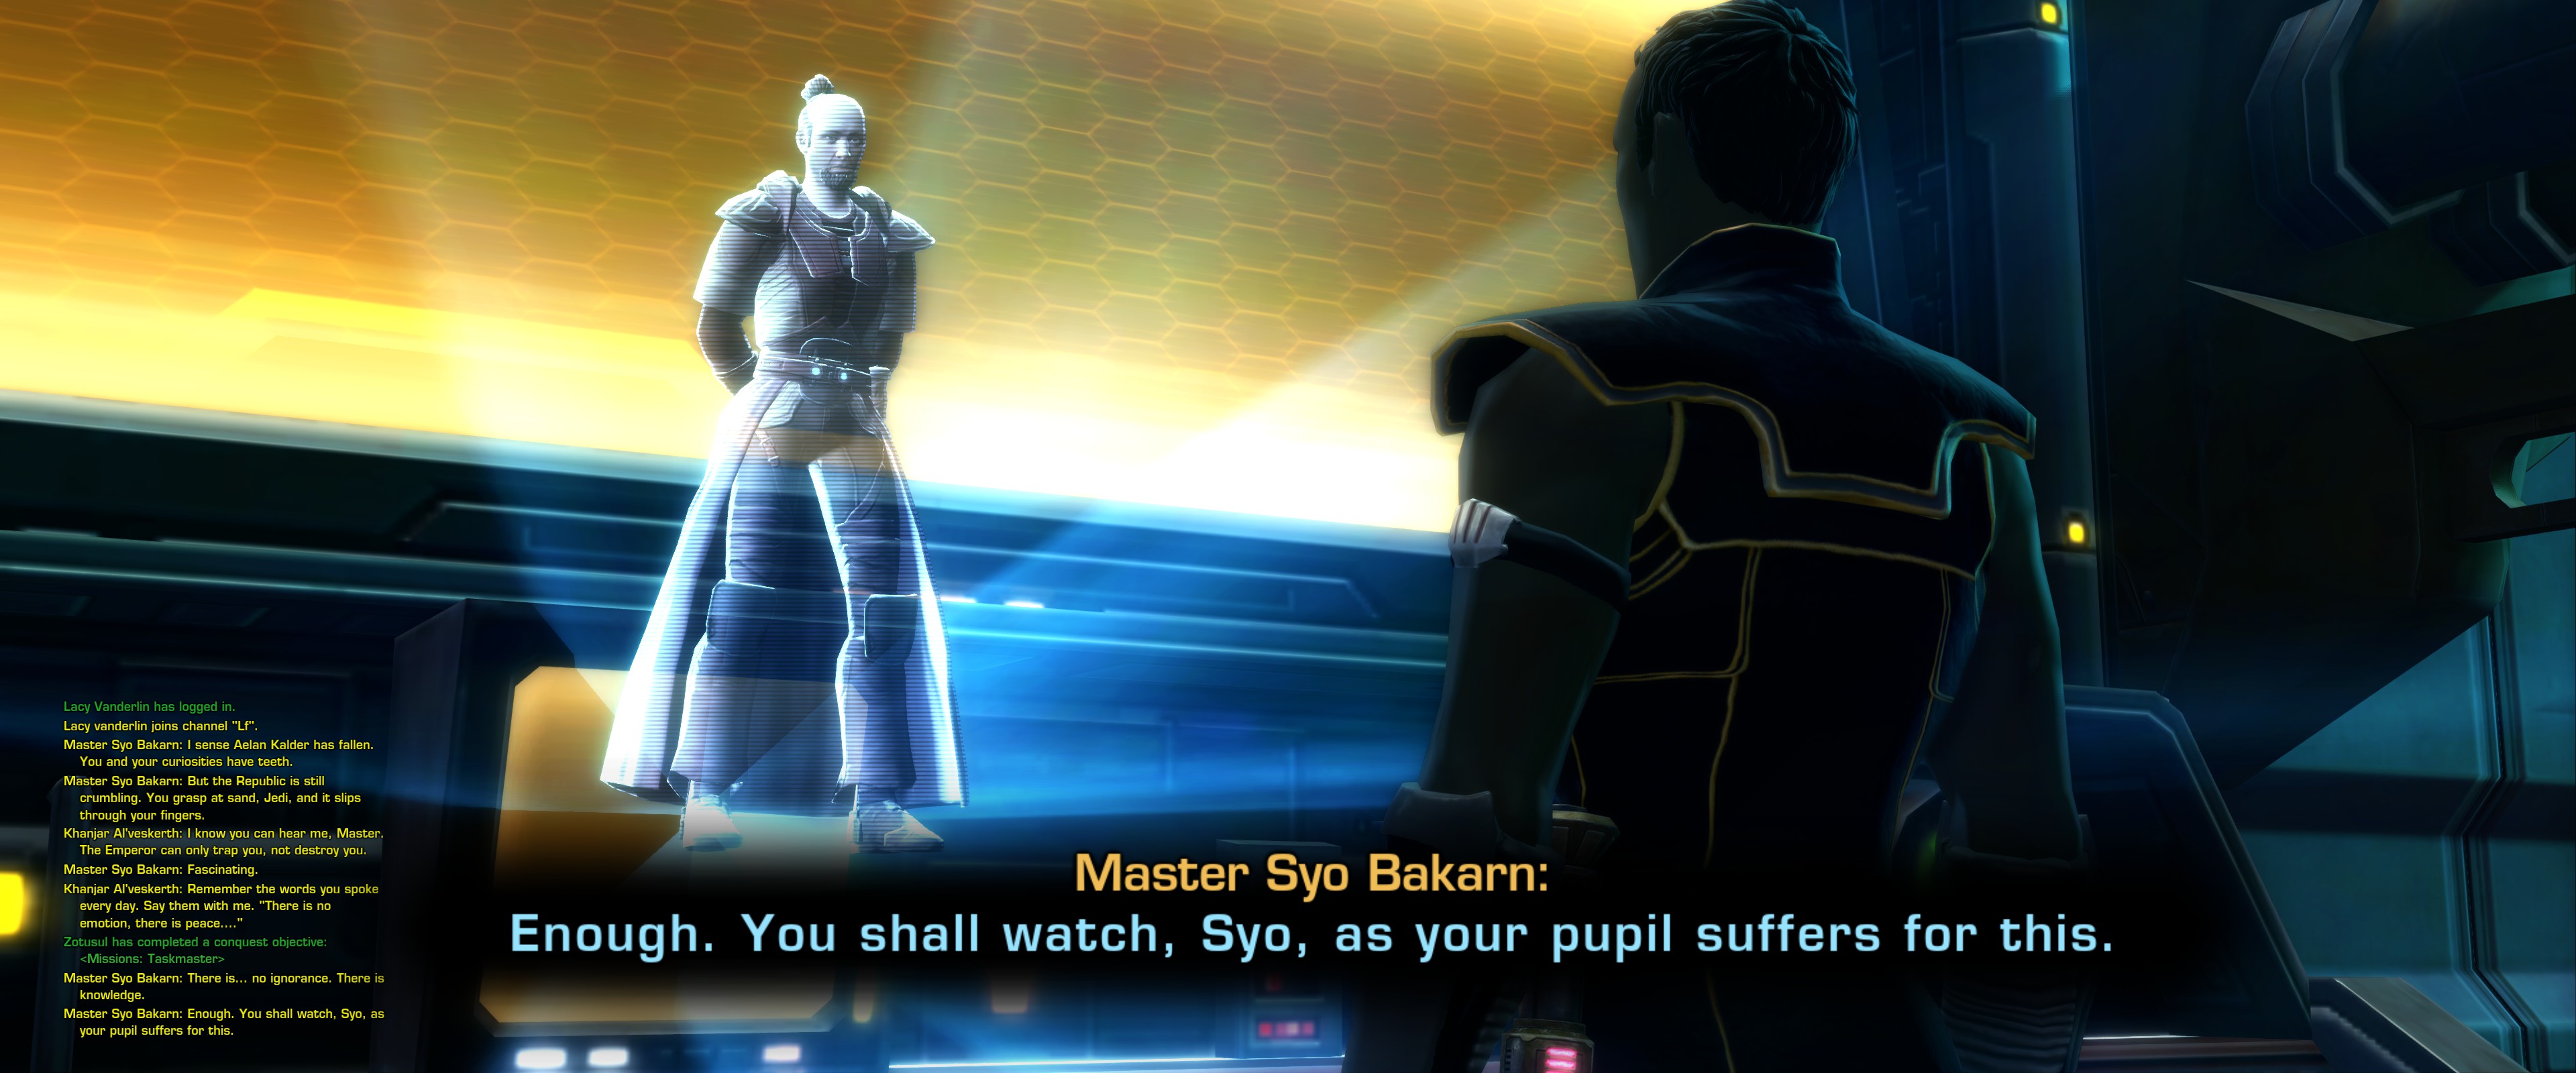 Lacy Vanderlin has logged in.
Lacy vanderlin joins channel "Lf".
Master Syo Bakarn: I sense Aelan Kalder has fallen.
You and your curiosities have teeth.
Master Syo Bakarn: But the Republic is still
crumbling. You grasp at sand, Jedi, and it slips
through your fingers.
Khanjar Al'veskerth: I know you can hear me, Master.
The Emperor can only trap you, not destroy you.
Master Syo Bakarn: Fascinating.
Khanjar Al'veskerth: Remember the words you spoke
every day. Say them with me. "There is no
emotion, there is peace...."
Zotusul has completed a conquest objective:
<Missions: Taskmaster>
Master Syo Bakarn: There is... no ignorance. There is
knowledge.
Master Syo Bakarn: Enough. You shall watch, Syo, as
your pupil suffers for this.
Master Syo Bakarn:
Enough. You shall watch, Syo, as your pupil suffers for this.